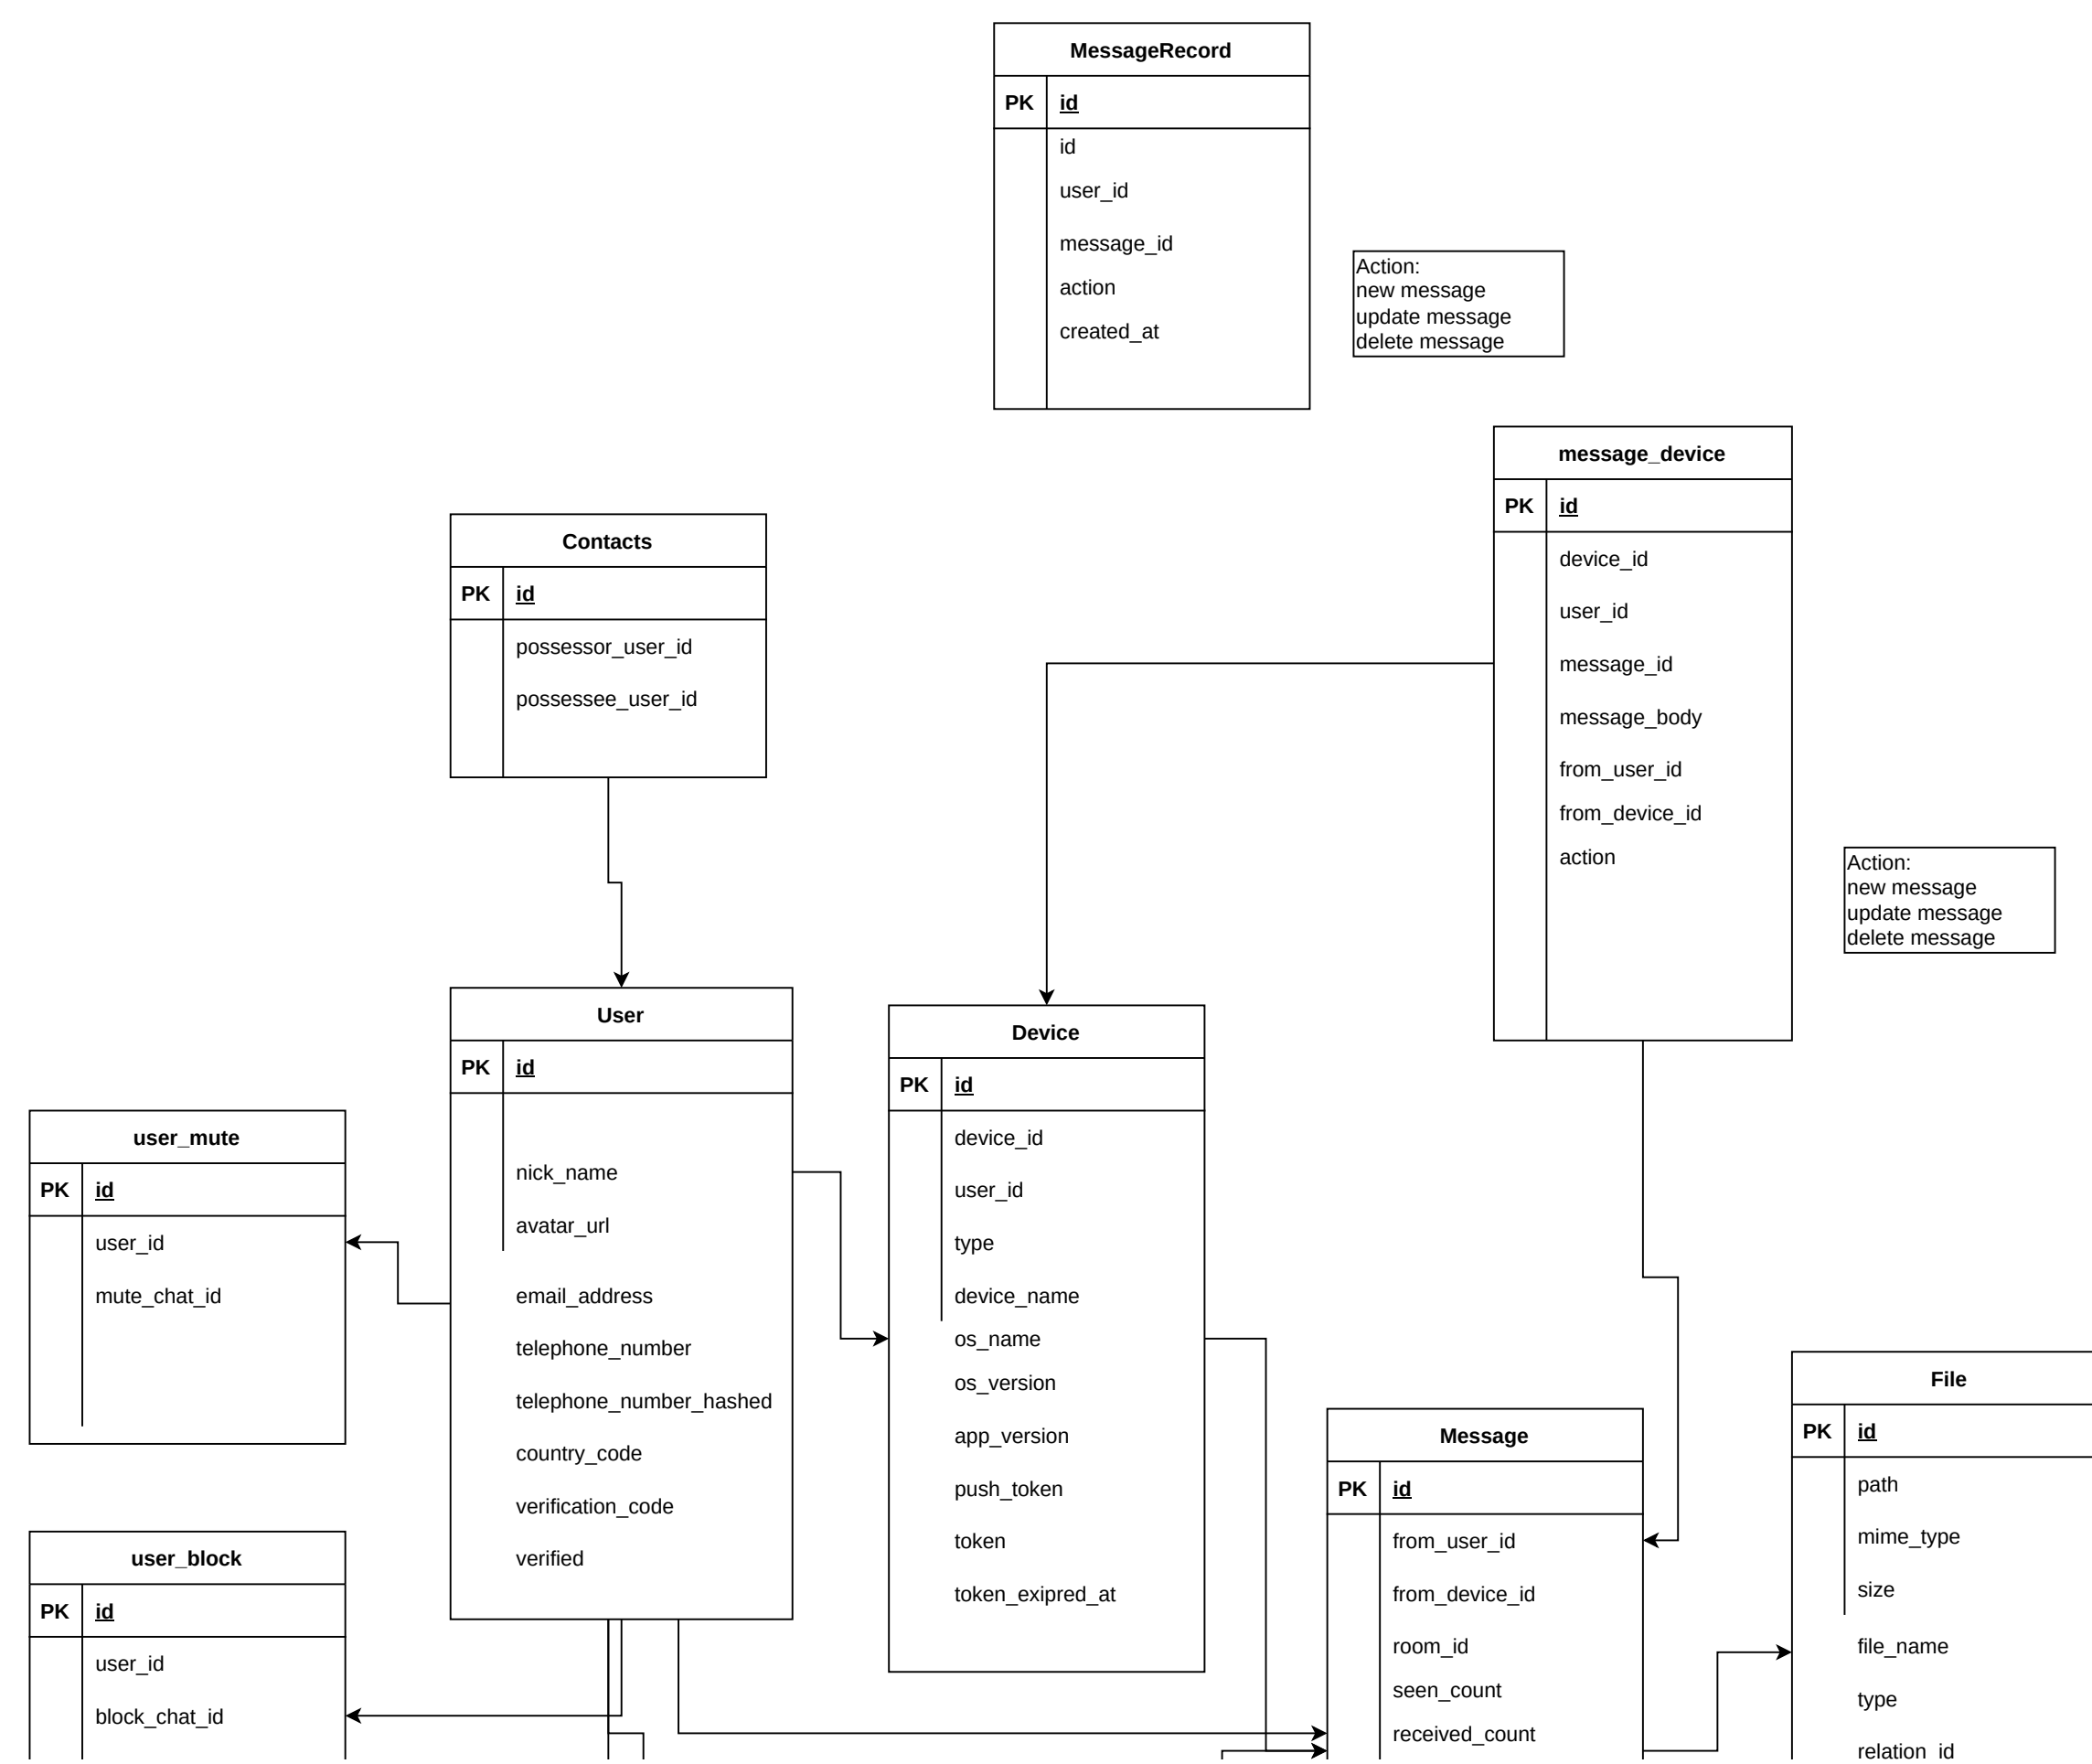 MessageRecord
PK id
id
user_id
message_id
action
created_at
Action:
new message
update message
delete message
message_device
PK id
device_id
user_id
message_id
message_body
from_user_id
from_device_id
action
Action:
new message
update message
delete message
Contacts
PK id
possessor_user_id
possessee_user_id
User
PK id
nick_name
avatar_url
email_address
telephone_number
telephone_number_hashed
country_code
verification_code
verified
Device
PK id
device_id
user_id
type
device_name
os_name
os_version
app_version
push_token
token
token_exipred_at
user_mute
PK id
user_id
mute_chat_id
user_block
PK id
user_id
block_chat_id
Message
PK id
from_user_id
from_device_id
room_id
seen_count
received_count
File
PK id
path
mime_type
size
file_name
type
relation_id